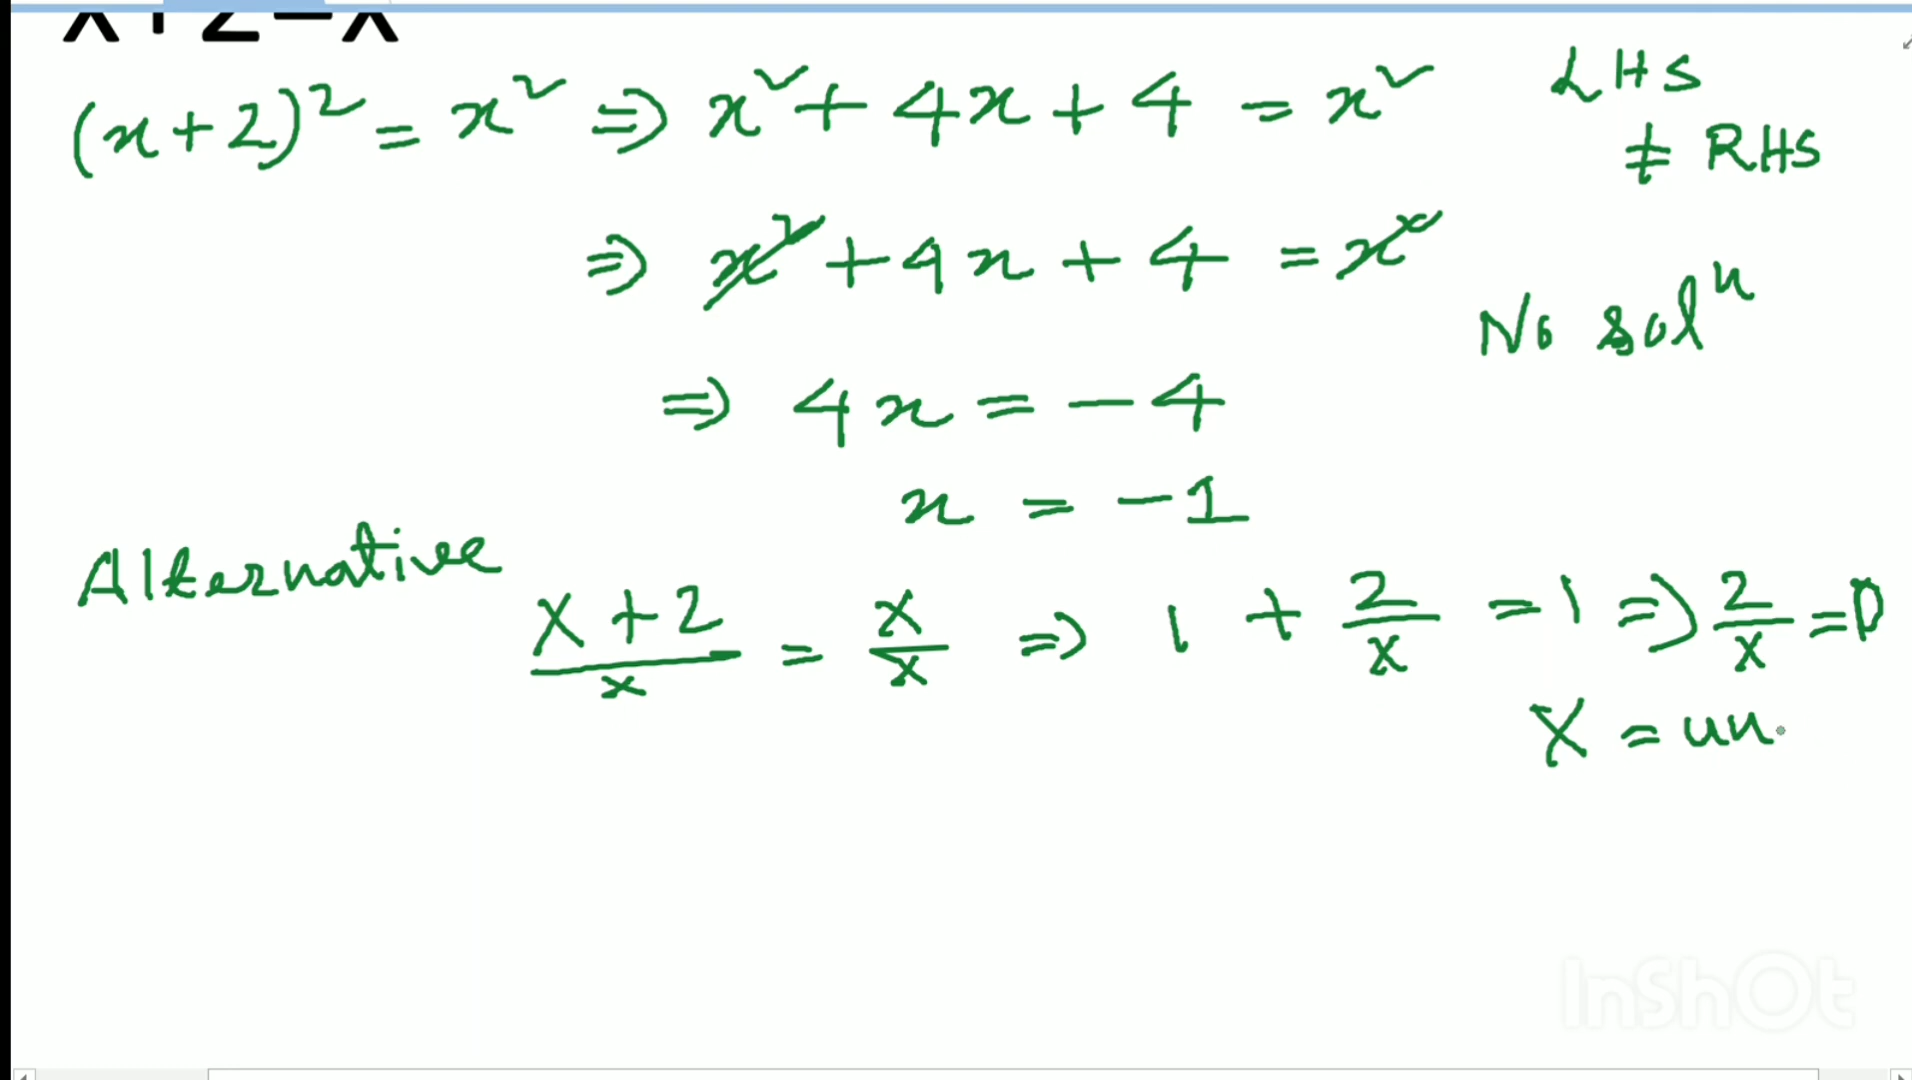 x+2=x
(x+2)² = x² ⇒ x² + 4x + 4 = x²
LHS
≠ RHS
⇒ x² + 4x + 4 = x²
No solⁿ
⇒ 4x = -4
x = -1
Alternative
x+2/x = x/x ⇒ 1 + 2/x = 1 ⇒ 2/x = 0
x = un
InShOt